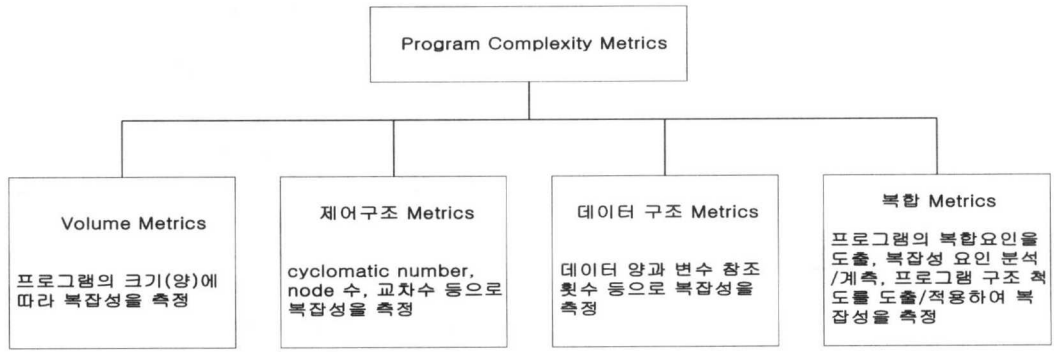 Program Complexity Metrics
Volume Metrics
프로그램의 크기(양)에
따라 복잡성을 측정
제어구조 Metrics
cyclomatic number,
node 수, 교차수 등으로
복잡성을 측정
데이터 구조 Metrics
데이터 양과 변수 참조
횟수 등으로 복잡성을
측정
복합 Metrics
프로그램의 복합요인을
도출, 복잡성 요인 분석
/계측, 프로그램 구조 척
도를 도출/적용하여 복
잡성을 측정